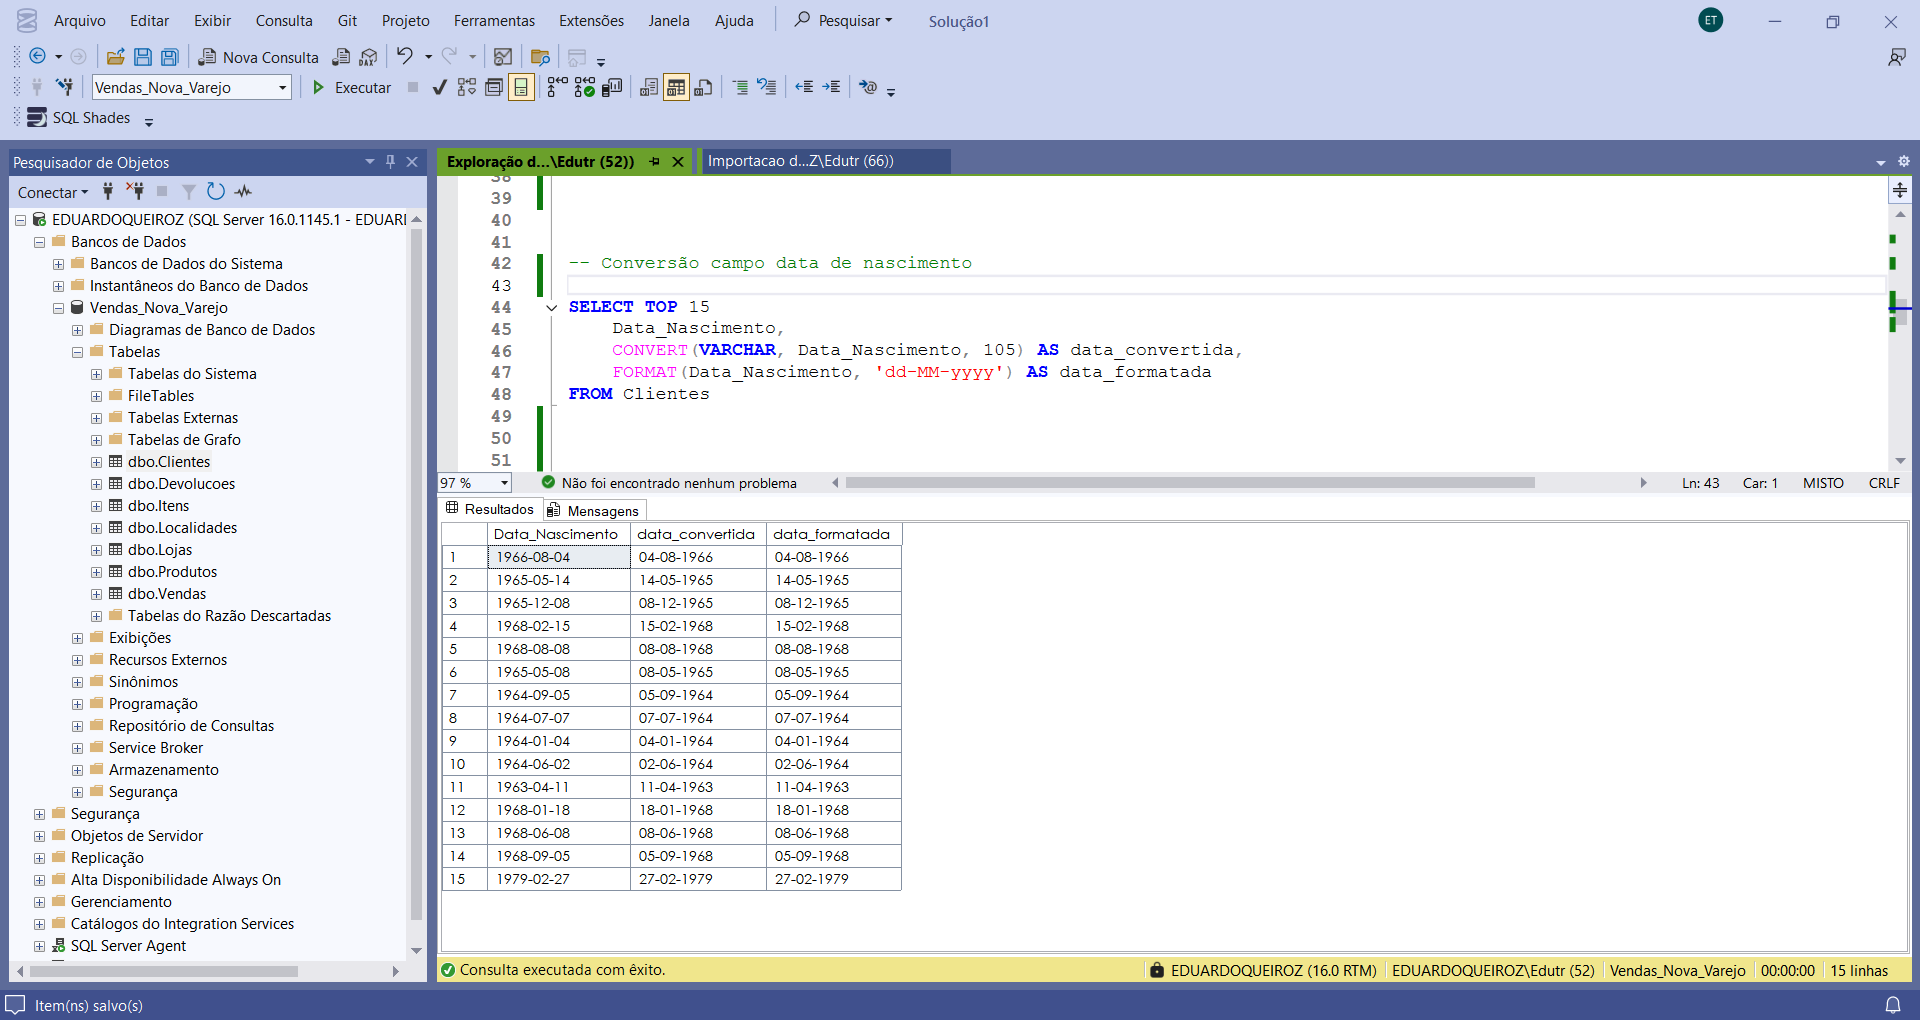 Arquivo Editar Exibir Consulta Git Projeto Ferramentas Extensões Janela Ajuda Pesquisar Solução1 ET
Nova Consulta DAX
Vendas_Nova_Varejo Executar
SQL Shades
Pesquisador de Objetos
Conectar
EDUARDOQUEIROZ (SQL Server 16.0.1145.1 - EDUARI
Bancos de Dados
Bancos de Dados do Sistema
Instantâneos do Banco de Dados
Vendas_Nova_Varejo
Diagramas de Banco de Dados
Tabelas
Tabelas do Sistema
FileTables
Tabelas Externas
Tabelas de Grafo
dbo.Clientes
dbo.Devolucoes
dbo.Itens
dbo.Localidades
dbo.Lojas
dbo.Produtos
dbo.Vendas
Tabelas do Razão Descartadas
Exibições
Recursos Externos
Sinônimos
Programação
Repositório de Consultas
Service Broker
Armazenamento
Segurança
Segurança
Objetos de Servidor
Replicação
Alta Disponibilidade Always On
Gerenciamento
Catálogos do Integration Services
SQL Server Agent
Exploração d...\Edutr (52)) Importacao d...Z\Edutr (66))
38
39
40
41
42 -- Conversão campo data de nascimento
43
44 SELECT TOP 15
45 Data_Nascimento,
46 CONVERT(VARCHAR, Data_Nascimento, 105) AS data_convertida,
47 FORMAT(Data_Nascimento, 'dd-MM-yyyy') AS data_formatada
48 FROM Clientes
49
50
51
97 % Não foi encontrado nenhum problema Ln: 43 Car: 1 MISTO CRLF
Resultados Mensagens
Data_Nascimento data_convertida data_formatada
1 1966-08-04 04-08-1966 04-08-1966
2 1965-05-14 14-05-1965 14-05-1965
3 1965-12-08 08-12-1965 08-12-1965
4 1968-02-15 15-02-1968 15-02-1968
5 1968-08-08 08-08-1968 08-08-1968
6 1965-05-08 08-05-1965 08-05-1965
7 1964-09-05 05-09-1964 05-09-1964
8 1964-07-07 07-07-1964 07-07-1964
9 1964-01-04 04-01-1964 04-01-1964
10 1964-06-02 02-06-1964 02-06-1964
11 1963-04-11 11-04-1963 11-04-1963
12 1968-01-18 18-01-1968 18-01-1968
13 1968-06-08 08-06-1968 08-06-1968
14 1968-09-05 05-09-1968 05-09-1968
15 1979-02-27 27-02-1979 27-02-1979
Consulta executada com êxito. EDUARDOQUEIROZ (16.0 RTM) EDUARDOQUEIROZ\Edutr (52) Vendas_Nova_Varejo 00:00:00 15 linhas
Item(ns) salvo(s)